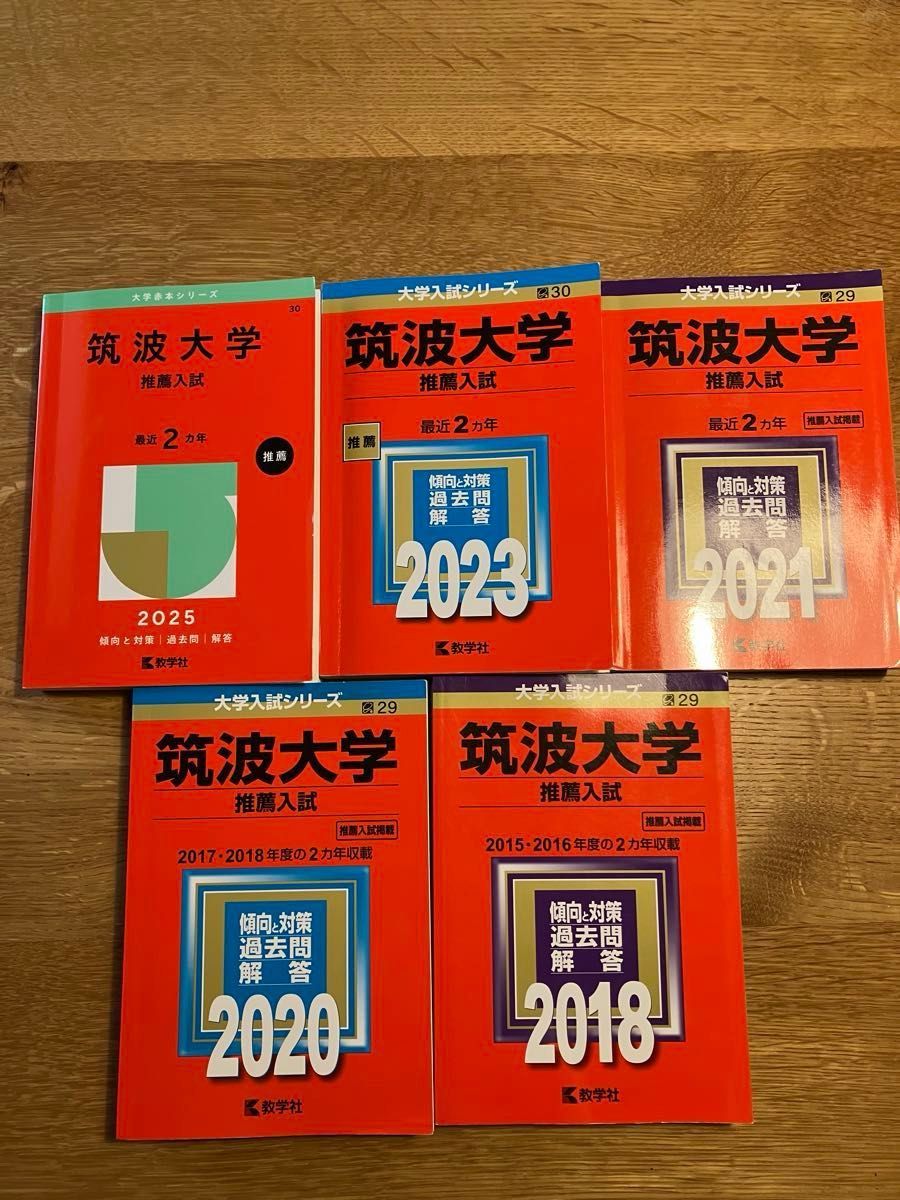 大学赤本シリーズ
30
筑波大学
推薦入試
最近2カ年
推薦
2025
傾向と対策|過去問|解答
教学社
大学入試シリーズ
30
筑波大学
推薦入試
最近2カ年
推薦
傾向と対策
過去問
解答
2023
教学社
大学入試シリーズ
29
筑波大学
推薦入試
最近2カ年
推薦入試掲載
傾向と対策
過去問
解答
2021
教学社
大学入試シリーズ
29
筑波大学
推薦入試
推薦入試掲載
2017・2018年度の2カ年収載
傾向と対策
過去問
解答
2020
教学社
大学入試シリーズ
29
筑波大学
推薦入試
推薦入試掲載
2015・2016年度の2カ年収載
傾向と対策
過去問
解答
2018
教学社